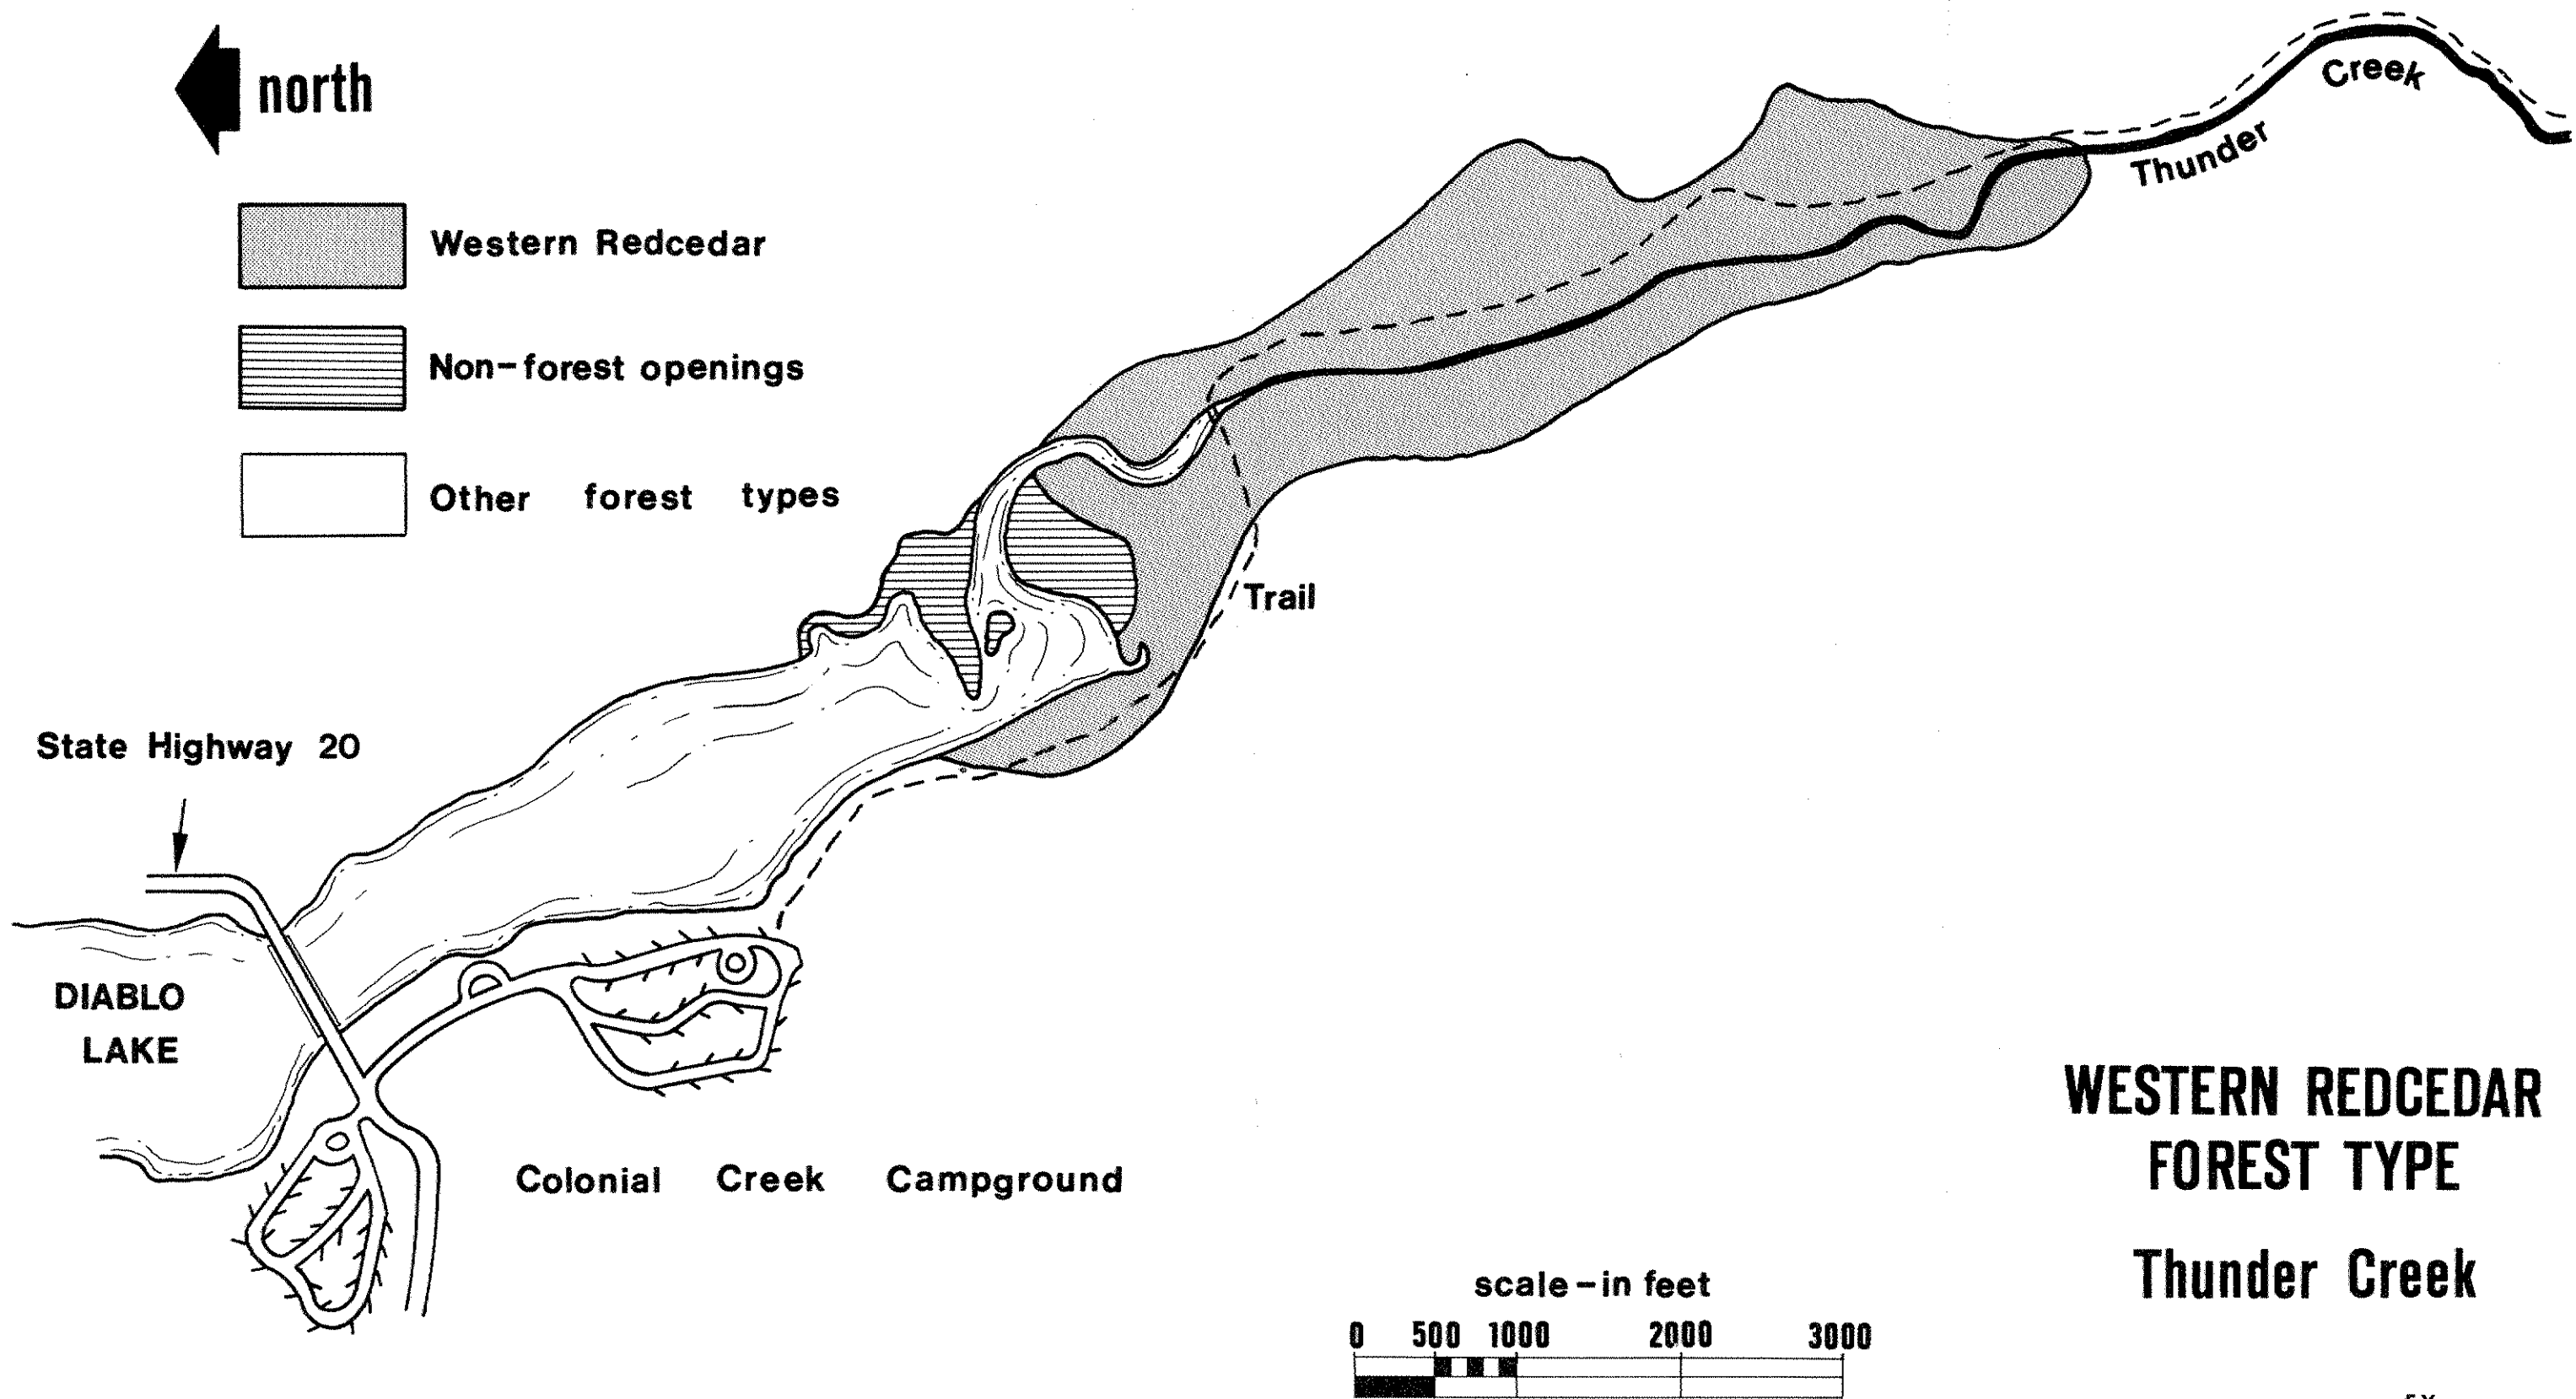 north
Western Redcedar
Non-forest openings
Other forest types
Creek
Thunder
Trail
State Highway 20
DIABLO
LAKE
Colonial Creek Campground
WESTERN REDCEDAR
FOREST TYPE
Thunder Creek
scale-in feet
0 500 1000 2000 3000